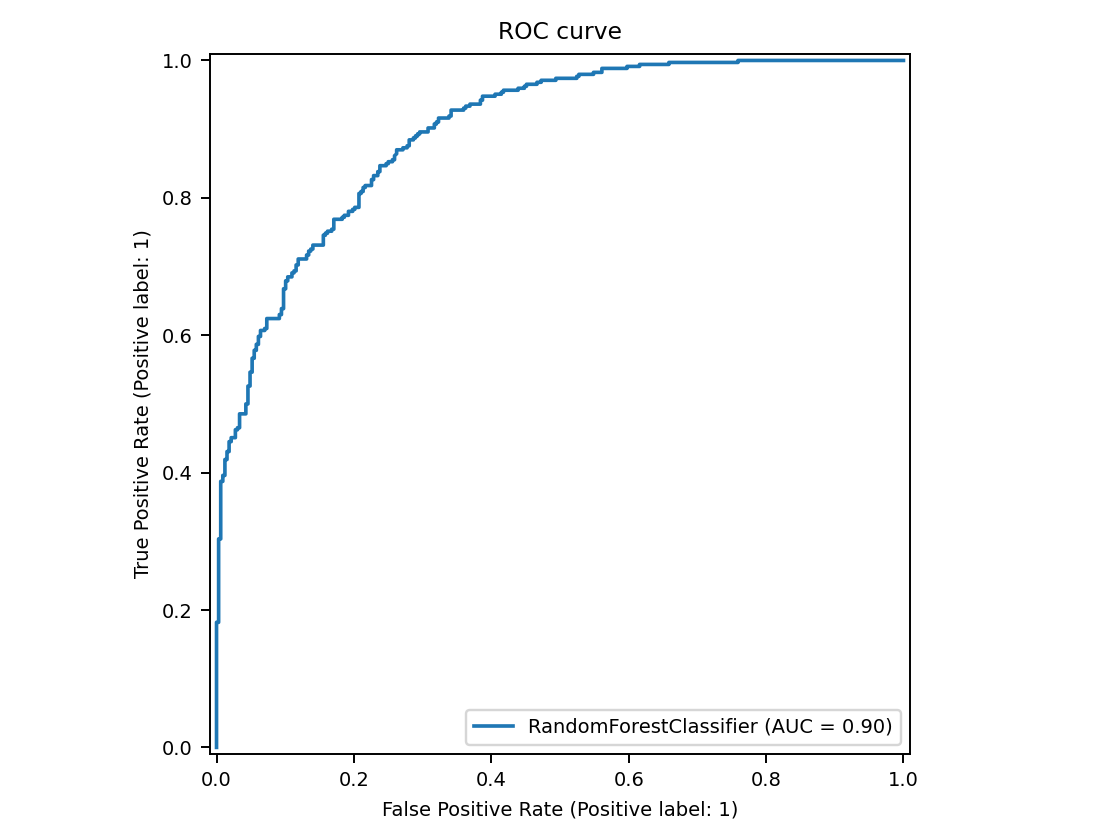 ROC curve
True Positive Rate (Positive label: 1)
1.0
0.8
0.6
0.4
0.2
0.0
RandomForestClassifier (AUC = 0.90)
0.0 0.2 0.4 0.6 0.8 1.0
False Positive Rate (Positive label: 1)